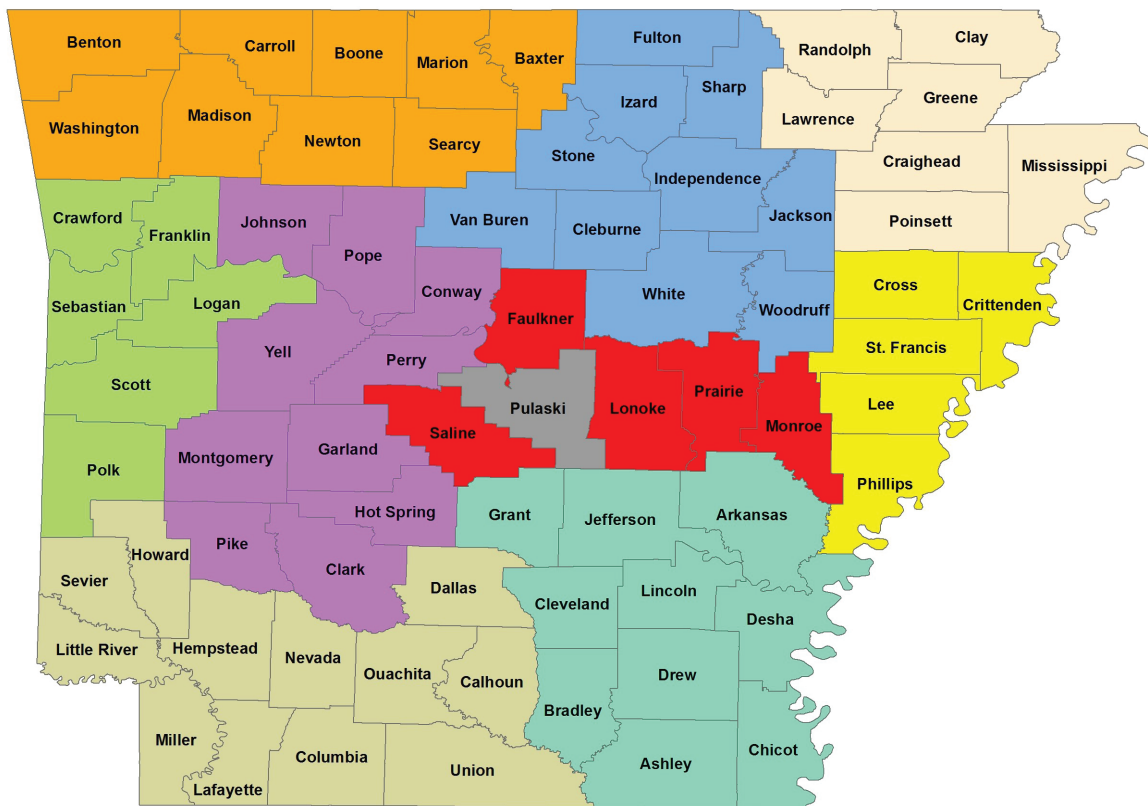 Benton
Carroll
Boone
Marion
Baxter
Fulton
Randolph
Clay
Sharp
Izard
Greene
Washington
Madison
Newton
Searcy
Lawrence
Stone
Independence
Craighead
Mississippi
Crawford
Franklin
Johnson
Van Buren
Cleburne
Jackson
Poinsett
Pope
Conway
Sebastian
Logan
White
Woodruff
Cross
Crittenden
Faulkner
Yell
Perry
St. Francis
Scott
Pulaski
Lonoke
Prairie
Lee
Saline
Monroe
Polk
Montgomery
Garland
Phillips
Hot Spring
Grant
Jefferson
Arkansas
Howard
Pike
Clark
Sevier
Dallas
Cleveland
Lincoln
Desha
Little River
Hempstead
Nevada
Ouachita
Calhoun
Drew
Bradley
Miller
Columbia
Union
Ashley
Chicot
Lafayette